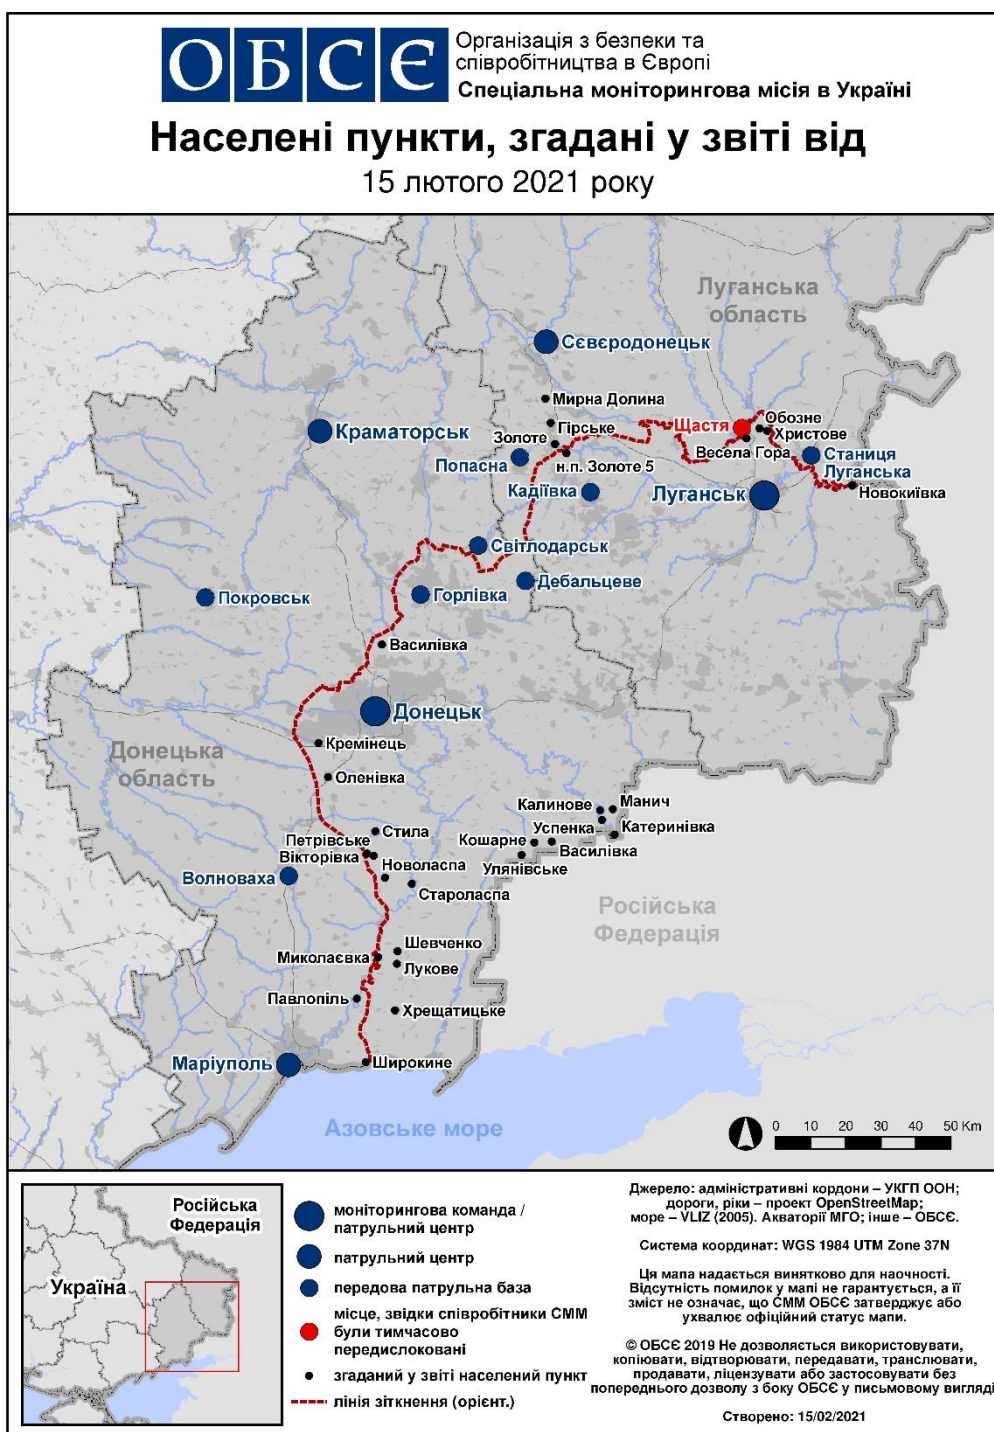 ОБСЄ
Організація з безпеки та
співробітництва в Європі
Спеціальна моніторингова місія в Україні
Населені пункти, згадані у звіті від
15 лютого 2021 року
Луганська
область
Сєвєродонецьк
Мирна Долина
Гірське
Золоте
н.п. Золоте 5
Щастя
Обозне
Христове
Весела Гора
Станиця
Луганська
Новокиївка
Краматорськ
Попасна
Кадіївка
Луганськ
Світлодарськ
Дебальцеве
Горлівка
Покровськ
Василівка
Донецьк
Донецька
область
Кремінець
Оленівка
Калинове
Манич
Стила
Успенка
Катеринівка
Петрівське
Кошарне
Василівка
Вікторівка
Улянівське
Новоласпа
Волноваха
Староласпа
Російська
Федерація
Шевченко
Миколаєвка
Лукове
Павлопіль
Хрещатицьке
Маріуполь
Широкине
Азовське море
0 10 20 30 40 50 Km
Російська
Федерація
Україна
моніторингова команда /
патрульний центр
патрульний центр
передова патрульна база
місце, звідки співробітники СММ
були тимчасово
передислоковані
згаданий у звіті населений пункт
лінія зіткнення (орієнт.)
Джерело: адміністративні кордони – УКГП ООН;
дороги, ріки – проект OpenStreetMap;
море – VLIZ (2005). Акваторії МГО; інше – ОБСЄ.
Система координат: WGS 1984 UTM Zone 37N
Ця мапа надається винятково для наочності.
Відсутність помилок у мапі не гарантується, а її
зміст не означає, що СММ ОБСЄ затверджує або
ухвалює офіційний статус мапи.
© ОБСЄ 2019 Не дозволяється використовувати,
копіювати, відтворювати, передавати, транслювати,
продавати, ліцензувати або застосовувати без
попереднього дозволу з боку ОБСЄ у письмовому вигляді
Створено: 15/02/2021